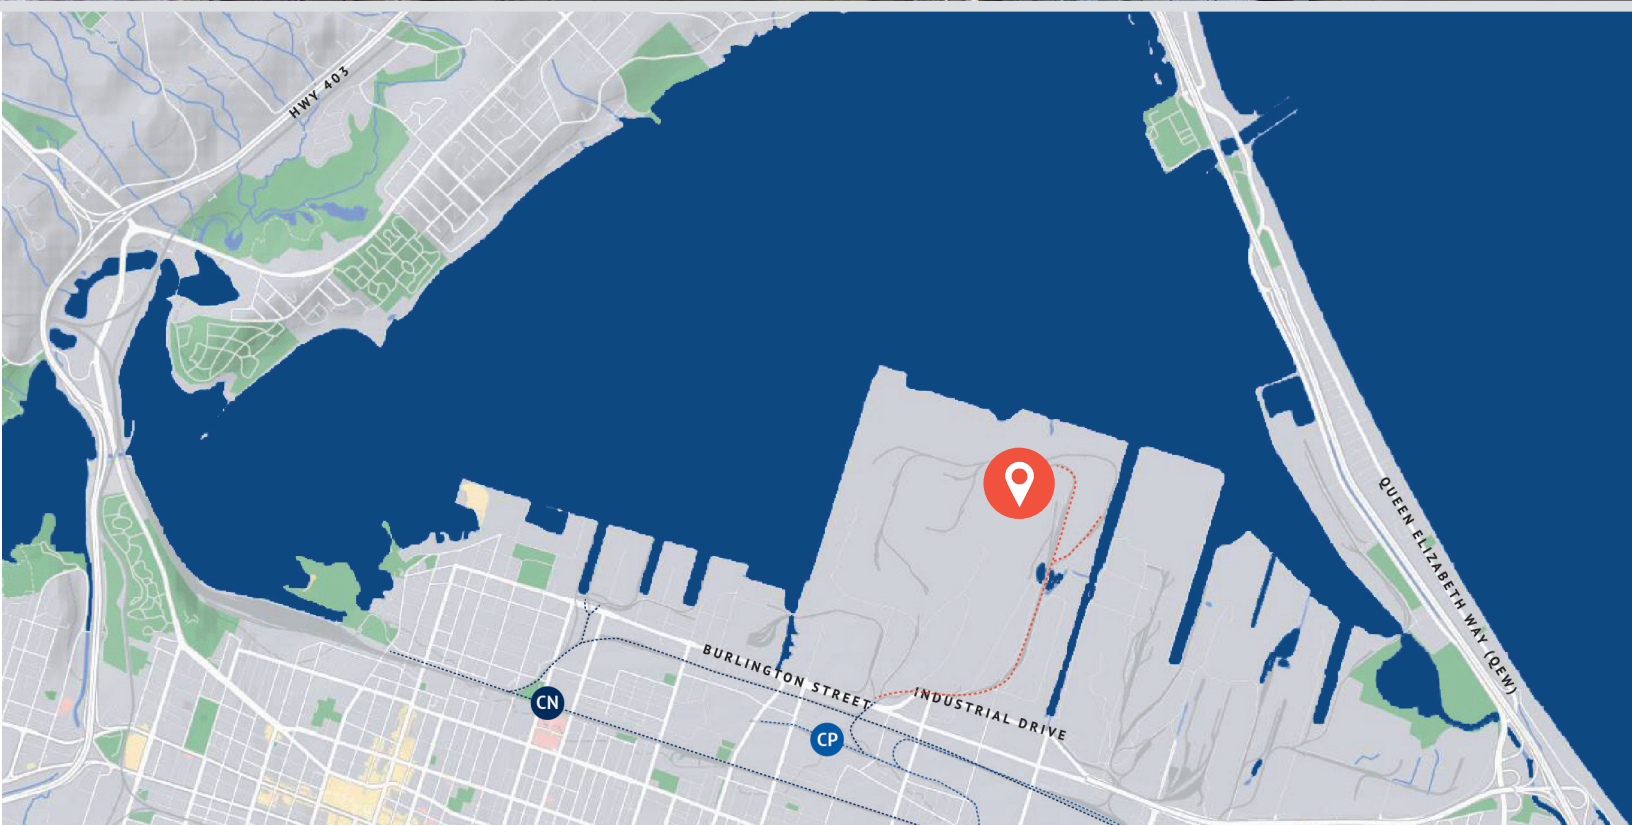 HWY 403
QUEEN ELIZABETH WAY (QEW)
BURLINGTON STREET
INDUSTRIAL DRIVE
CN
CP